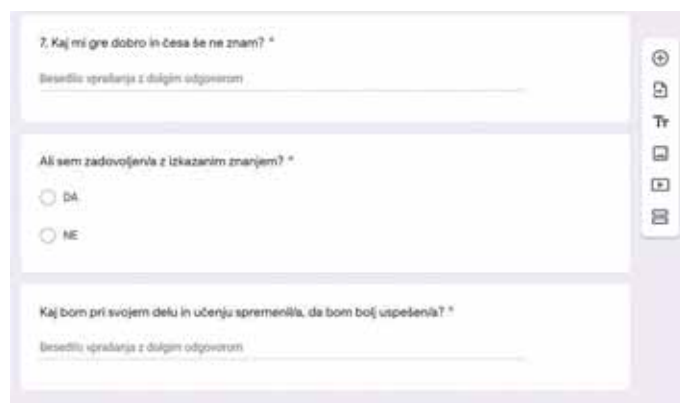 7. Kaj mi gre dobro in česa še ne znam? *
Besedilo vprašanja z dolgim odgovorom
Ali sem zadovoljen/a z izkazanim znanjem? *
DA
NE
Kaj bom pri svojem delu in učenju spremenil/a, da bom bolj uspešen/a? *
Besedilo vprašanja z dolgim odgovorom
Tr